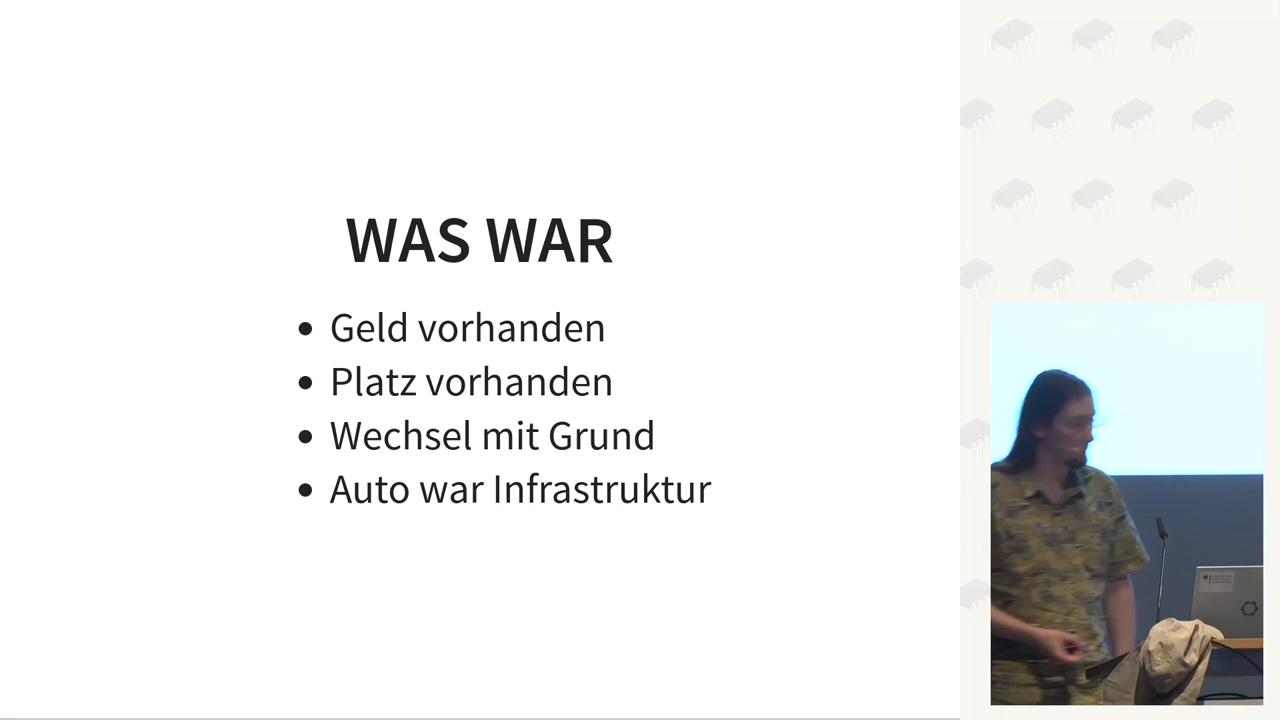 WAS WAR
Geld vorhanden
Platz vorhanden
Wechsel mit Grund
Auto war Infrastruktur